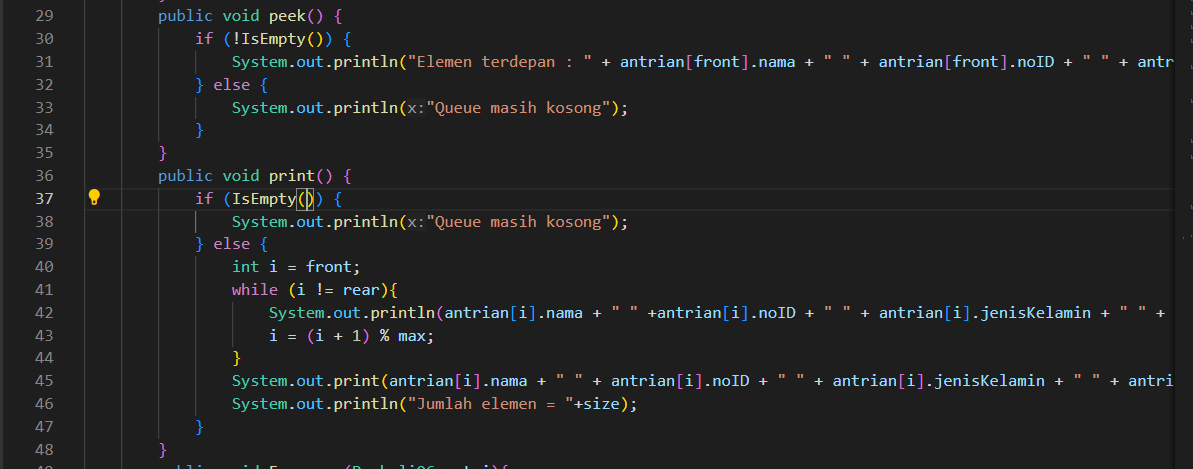 29 public void peek() {
30 if (!IsEmpty()) {
31 System.out.println("Elemen terdepan : " + antrian[front].nama + " " + antrian[front].noID + " " + antr
32 } else {
33 System.out.println(x:"Queue masih kosong");
34 }
35 }
36 public void print() {
37 if (IsEmpty()) {
38 System.out.println(x:"Queue masih kosong");
39 } else {
40 int i = front;
41 while (i != rear){
42 System.out.println(antrian[i].nama + " " +antrian[i].noID + " " + antrian[i].jenisKelamin + " " +
43 i = (i + 1) % max;
44 }
45 System.out.print(antrian[i].nama + " " + antrian[i].noID + " " + antrian[i].jenisKelamin + " " + antria
46 System.out.println("Jumlah elemen = "+size);
47 }
48 }